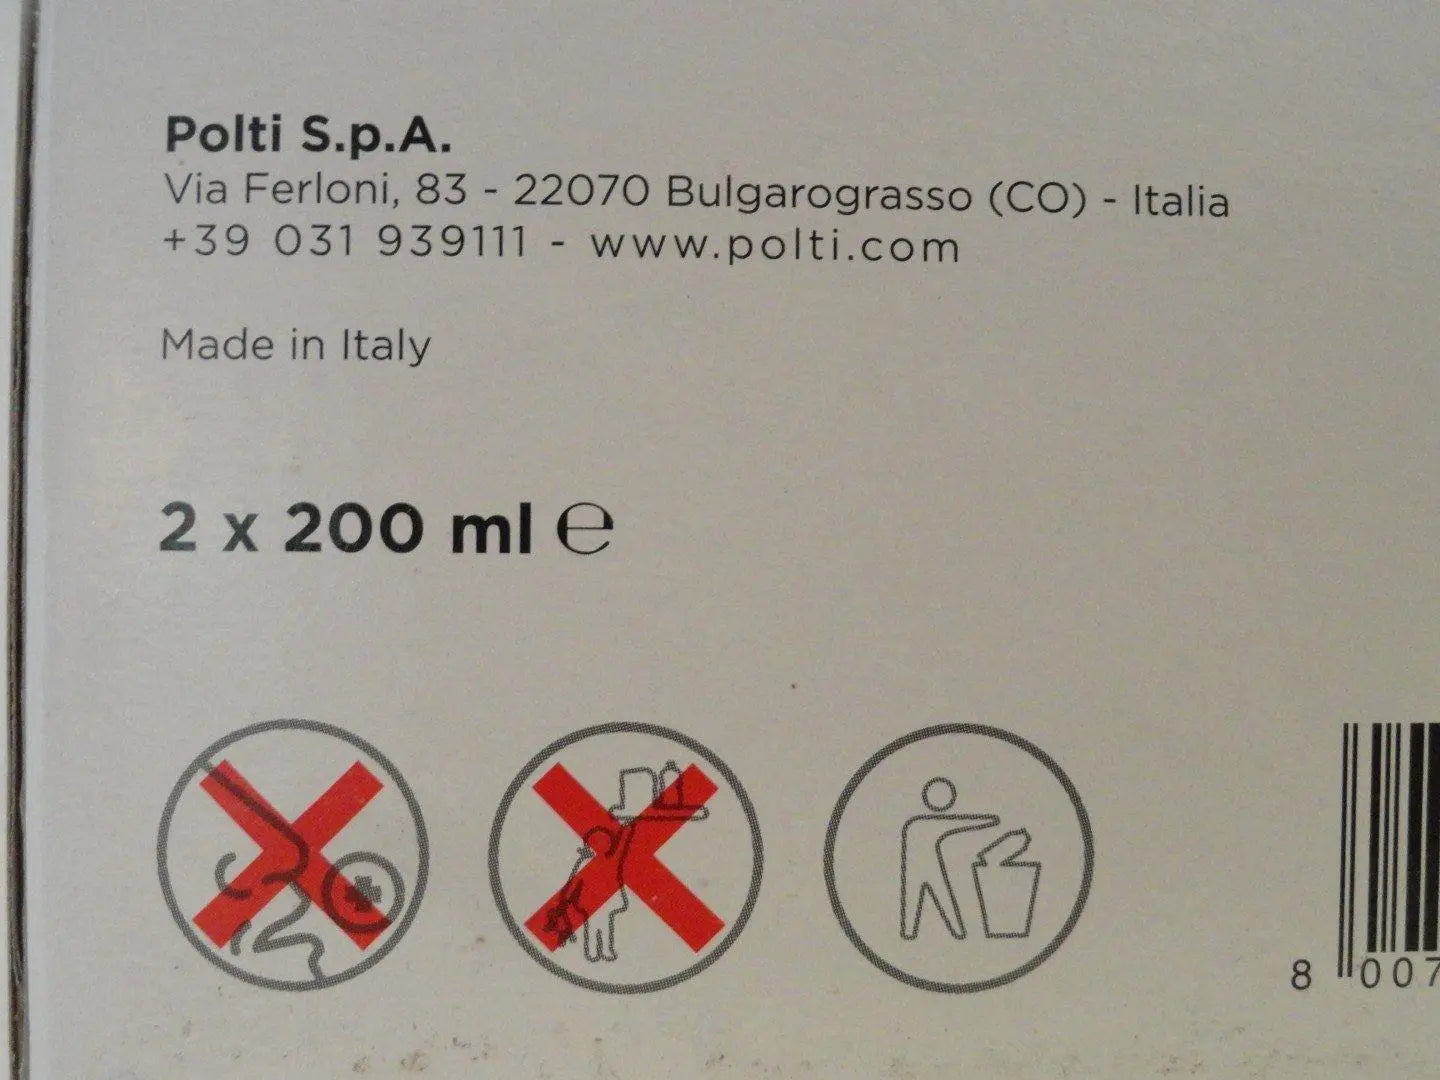 Polti S.p.A.
Via Ferloni, 83 - 22070 Bulgarograsso (CO) - Italia
+39 031 939111 - www.polti.com
Made in Italy
2 x 200 ml ℮
8 007